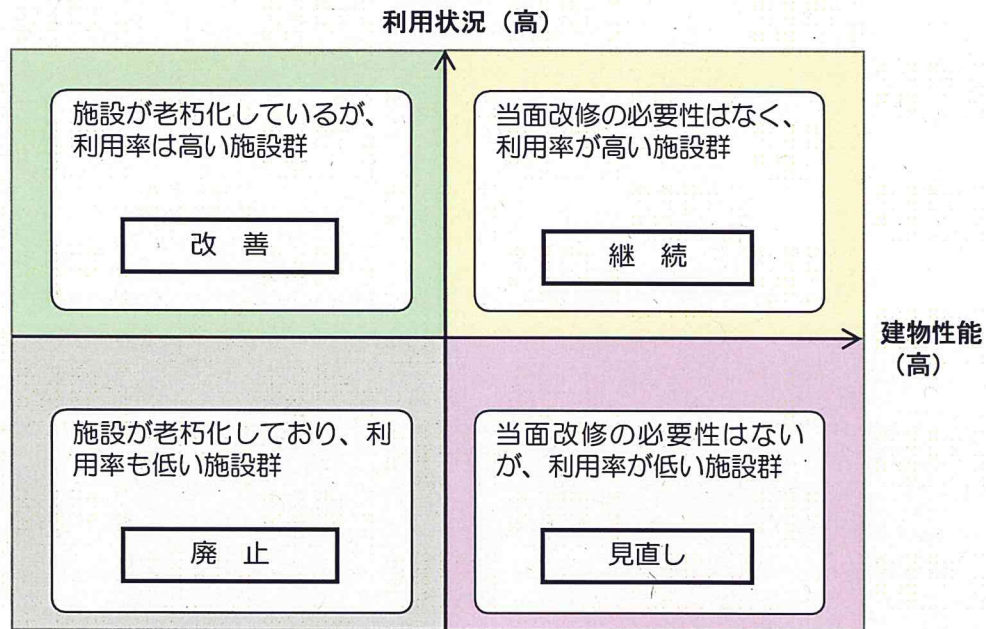 利用状況（高）
施設が老朽化しているが、
利用率は高い施設群
改　善
当面改修の必要性はなく、
利用率が高い施設群
継　続
建物性能
（高）
施設が老朽化しており、利
用率も低い施設群
廃　止
当面改修の必要性はない
が、利用率が低い施設群
見直し